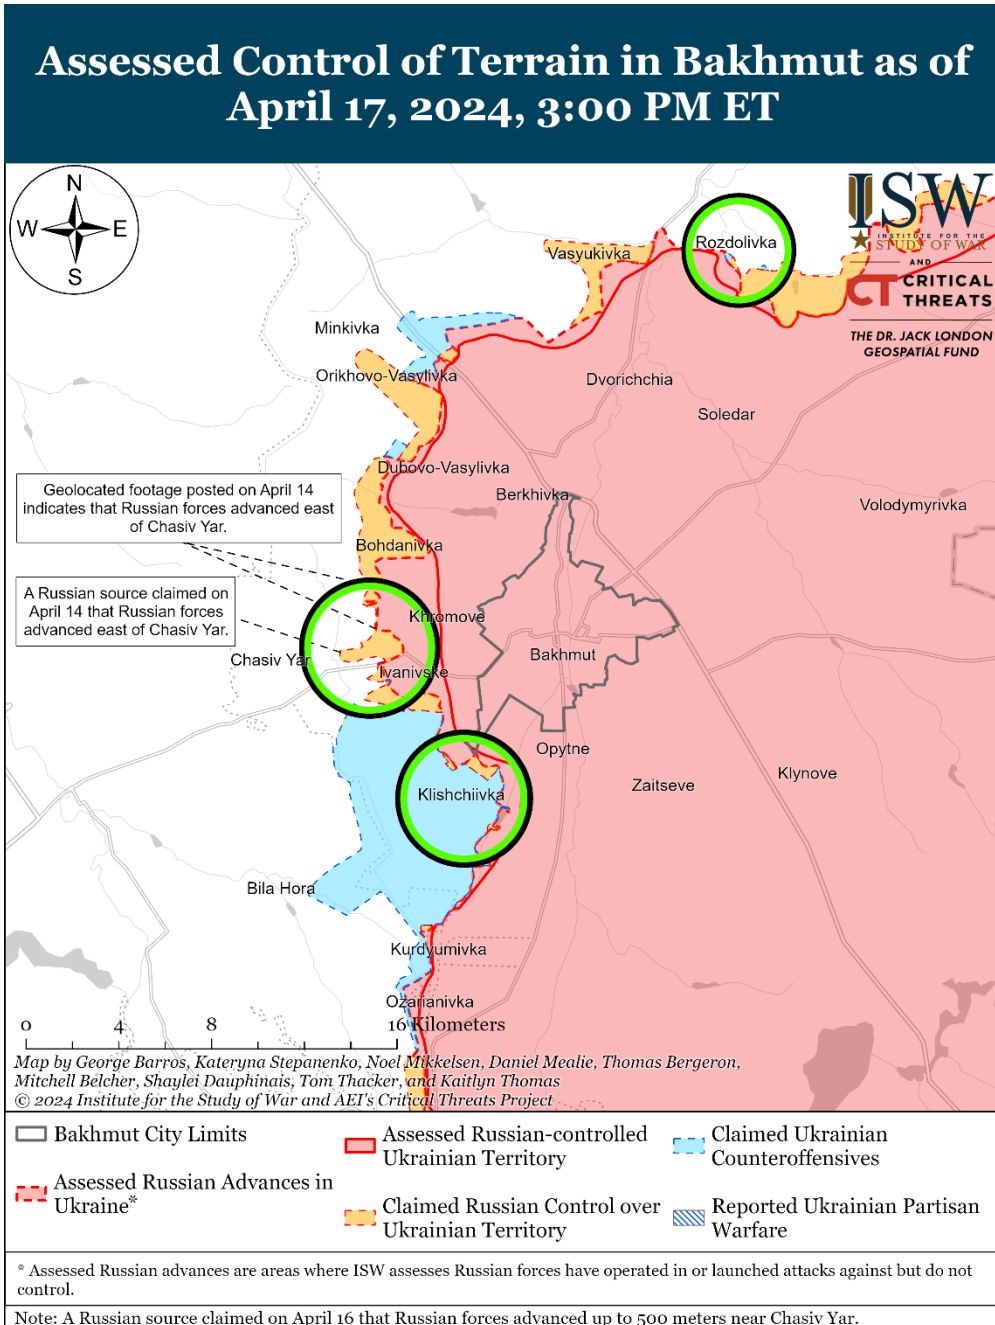 Assessed Control of Terrain in Bakhmut as of
April 17, 2024, 3:00 PM ET
N
W E
S
ISW
INSTITUTE FOR THE
STUDY OF WAR
AND
CT CRITICAL
THREATS
THE DR. JACK LONDON
GEOSPATIAL FUND
Rozdolivka
Vasyukivka
Minkivka
Orikhovo-Vasylivka
Dvorichchia
Soledar
Dubovo-Vasylivka
Berkhivka
Volodymyrivka
Geolocated footage posted on April 14
indicates that Russian forces advanced east
of Chasiv Yar.
Bohdanivka
A Russian source claimed on
April 14 that Russian forces
advanced east of Chasiv Yar.
Khromove
Chasiv Yar
Bakhmut
Ivanivske
Opytne
Klynove
Zaitseve
Klishchiivka
Bila Hora
Kurdyumivka
Ozarianivka
0 4 8 16 Kilometers
Map by George Barros, Kateryna Stepanenko, Noel Mikkelsen, Daniel Mealie, Thomas Bergeron,
Mitchell Belcher, Shaylei Dauphinais, Tom Thacker, and Kaitlyn Thomas
© 2024 Institute for the Study of War and AEI's Critical Threats Project
Bakhmut City Limits
Assessed Russian Advances in
Ukraine*
Assessed Russian-controlled
Ukrainian Territory
Claimed Russian Control over
Ukrainian Territory
Claimed Ukrainian
Counteroffensives
Reported Ukrainian Partisan
Warfare
* Assessed Russian advances are areas where ISW assesses Russian forces have operated in or launched attacks against but do not
control.
Note: A Russian source claimed on April 16 that Russian forces advanced up to 500 meters near Chasiv Yar.